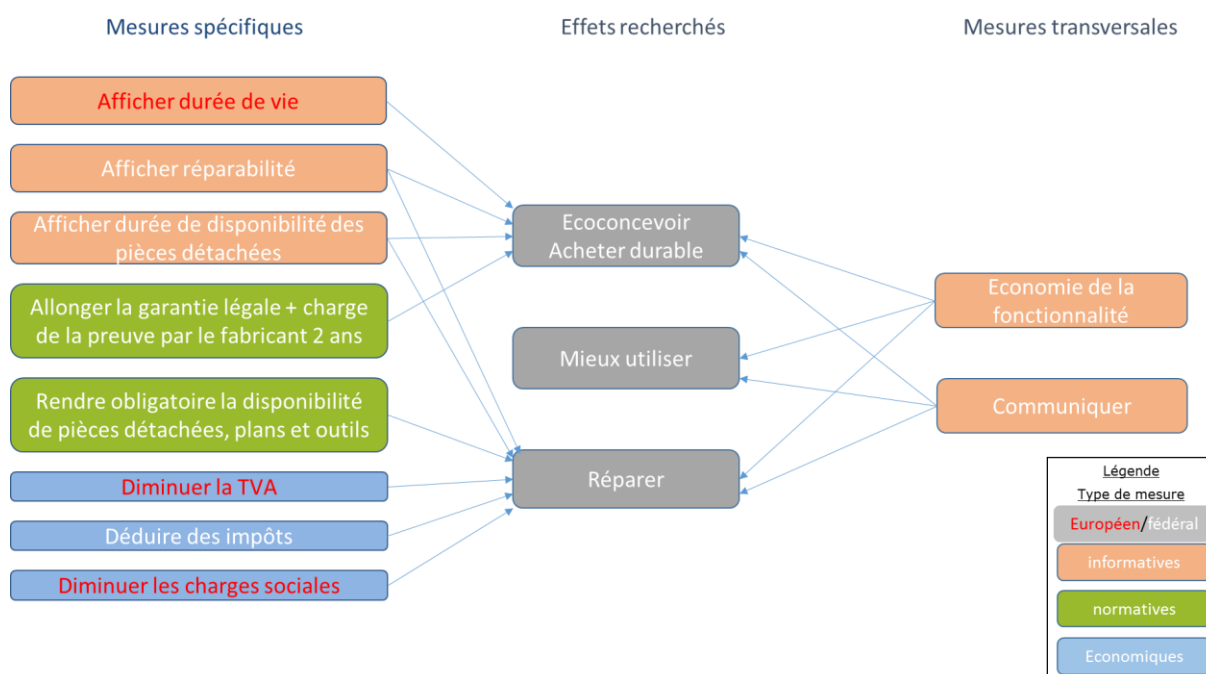 Mesures spécifiques
Effets recherchés
Mesures transversales
Afficher durée de vie
Afficher réparabilité
Afficher durée de disponibilité des
pièces détachées
Allonger la garantie légale + charge
de la preuve par le fabricant 2 ans
Rendre obligatoire la disponibilité
de pièces détachées, plans et outils
Diminuer la TVA
Déduire des impôts
Diminuer les charges sociales
Ecoconcevoir
Acheter durable
Mieux utiliser
Réparer
Economie de la
fonctionnalité
Communiquer
Légende
Type de mesure
Européen/fédéral
informatives
normatives
Economiques